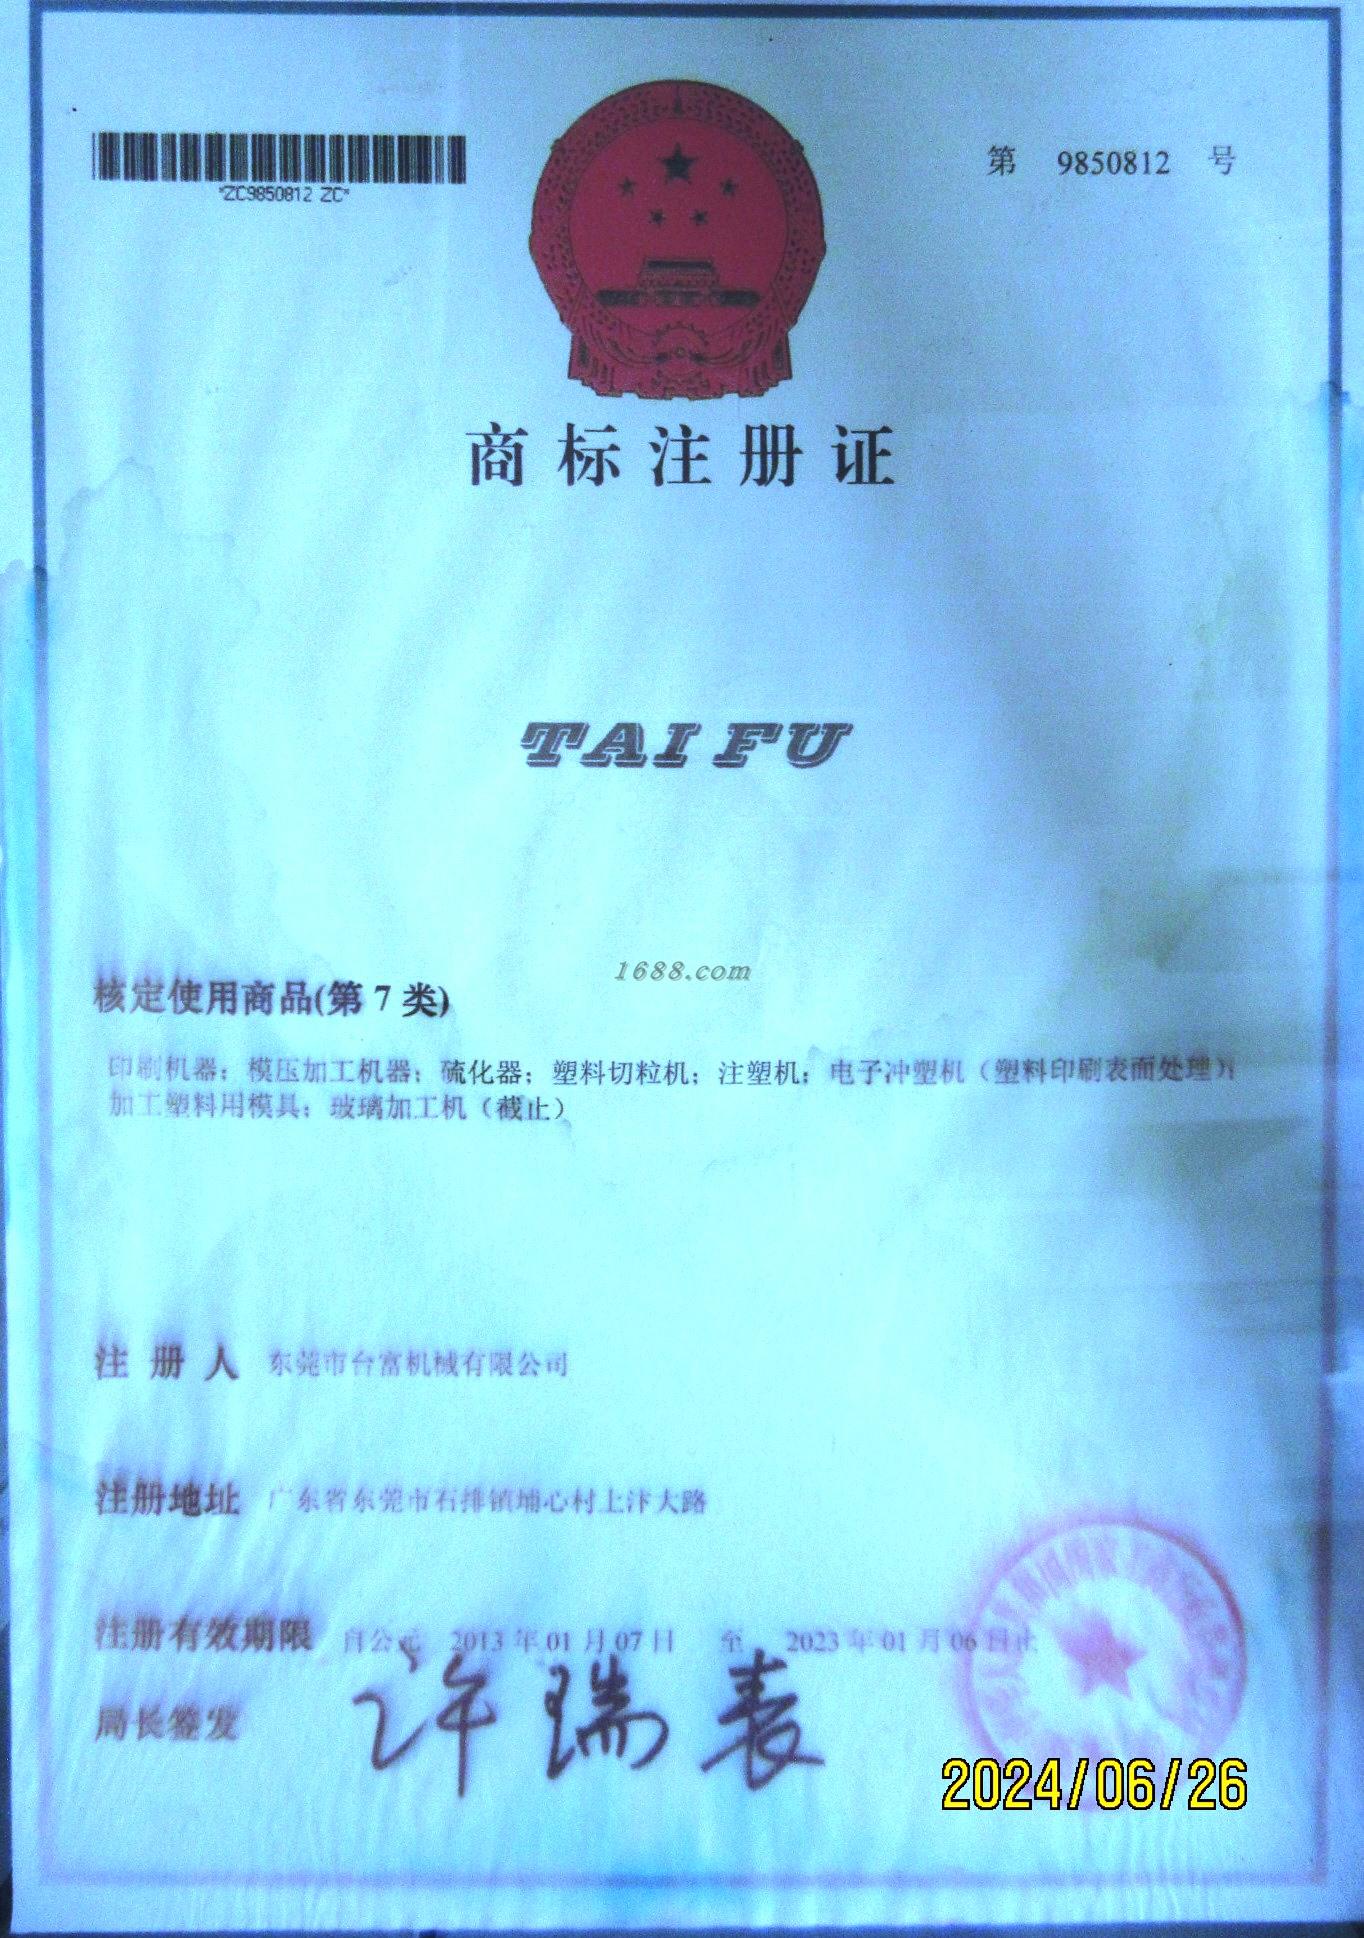 第 9850812 号
*ZC9850812 ZC*
商标注册证
TAI FU
1688.com
核定使用商品(第 7 类)
印刷机器；模压加工机器；硫化器；塑料切粒机；注塑机；电子冲塑机（塑料印刷表面处理）；
加工塑料用模具；玻璃加工机（截止）
注 册 人 东莞市台富机械有限公司
注册地址 广东省东莞市石排镇埔心村上汴大路
注册有效期限 自公元 2013 年 01 月 07 日 至 2023 年 01 月 06 日止
局长签发 许瑞表
2024/06/26